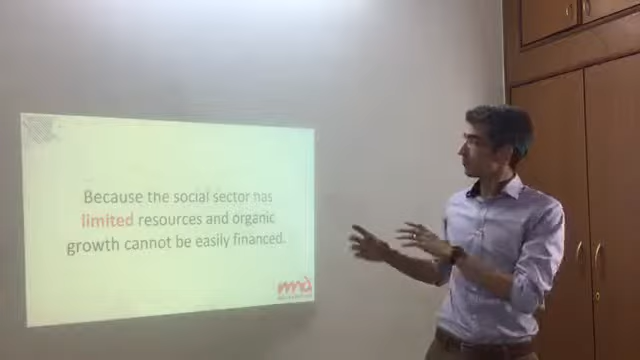 Because the social sector has
limited resources and organic
growth cannot be easily financed.